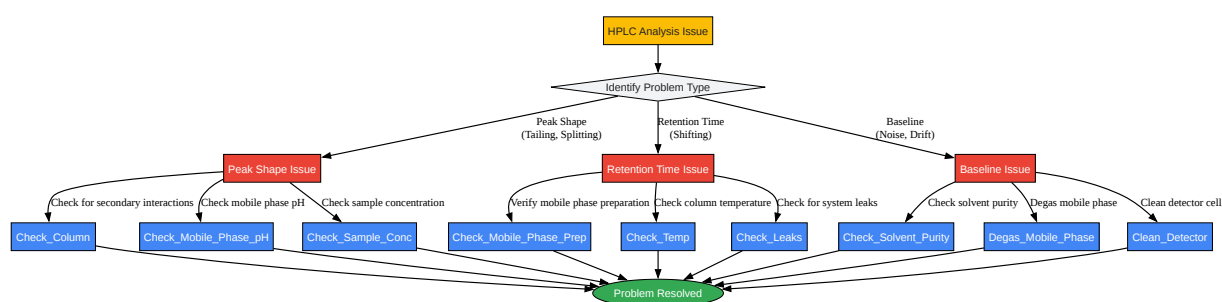 HPLC Analysis Issue
Identify Problem Type
Peak Shape
(Tailing, Splitting)
Retention Time
(Shifting)
Baseline
(Noise, Drift)
Peak Shape Issue
Retention Time Issue
Baseline Issue
Check for secondary interactions
Check mobile phase pH
Check sample concentration
Verify mobile phase preparation
Check column temperature
Check for system leaks
Check solvent purity
Degas mobile phase
Clean detector cell
Check_Column
Check_Mobile_Phase_pH
Check_Sample_Conc
Check_Mobile_Phase_Prep
Check_Temp
Check_Leaks
Check_Solvent_Purity
Degas_Mobile_Phase
Clean_Detector
Problem Resolved